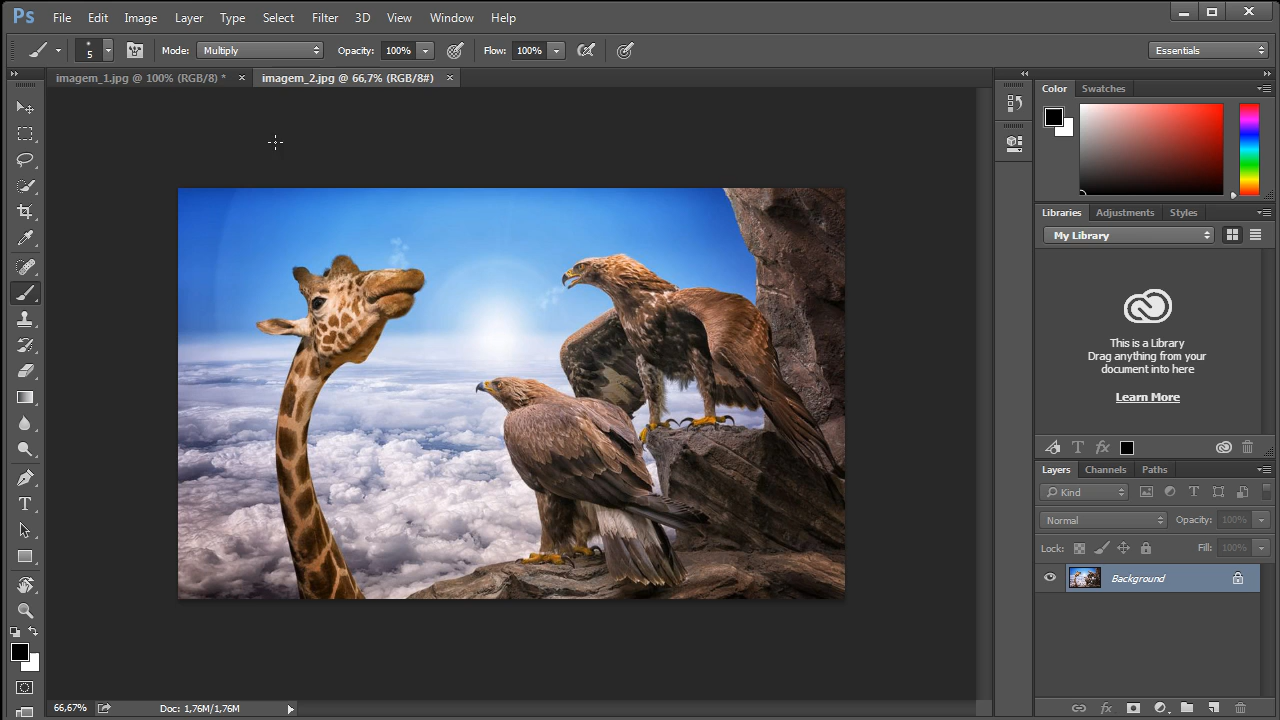 Ps File Edit Image Layer Type Select Filter 3D View Window Help
5 Mode: Multiply Opacity: 100% Flow: 100% Essentials
imagem_1.jpg @ 100% (RGB/8) * × imagem_2.jpg @ 66,7% (RGB/8#) ×
Color Swatches
Libraries Adjustments Styles
My Library
This is a Library
Drag anything from your
document into here
Learn More
T fx
Layers Channels Paths
Kind T
Normal Opacity: 100%
Lock: Fill: 100%
Background
T
66,67% Doc: 1,76M/1,76M
fx